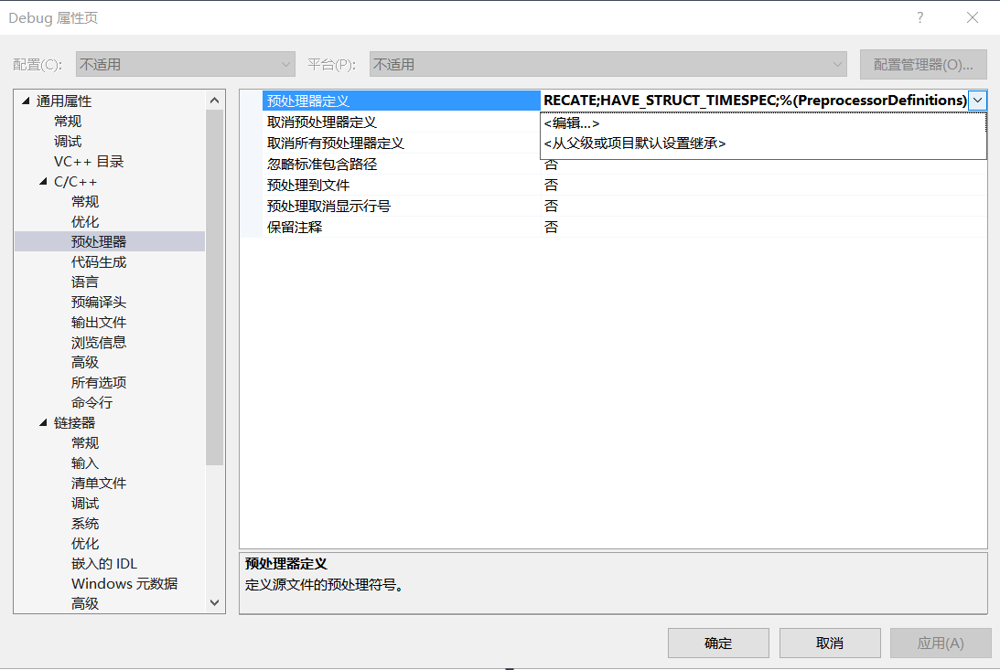 Debug 属性页
?
配置(C): 不适用 平台(P): 不适用 配置管理器(O)...
通用属性
常规
调试
VC++ 目录
C/C++
常规
优化
预处理器
代码生成
语言
预编译头
输出文件
浏览信息
高级
所有选项
命令行
链接器
常规
输入
清单文件
调试
系统
优化
嵌入的 IDL
Windows 元数据
高级
预处理器定义 RECATE;HAVE_STRUCT_TIMESPEC;%(PreprocessorDefinitions)
取消预处理器定义 <编辑...>
取消所有预处理器定义 <从父级或项目默认设置继承>
忽略标准包含路径 否
预处理到文件 否
预处理取消显示行号 否
保留注释 否
预处理器定义
定义源文件的预处理符号。
确定 取消 应用(A)